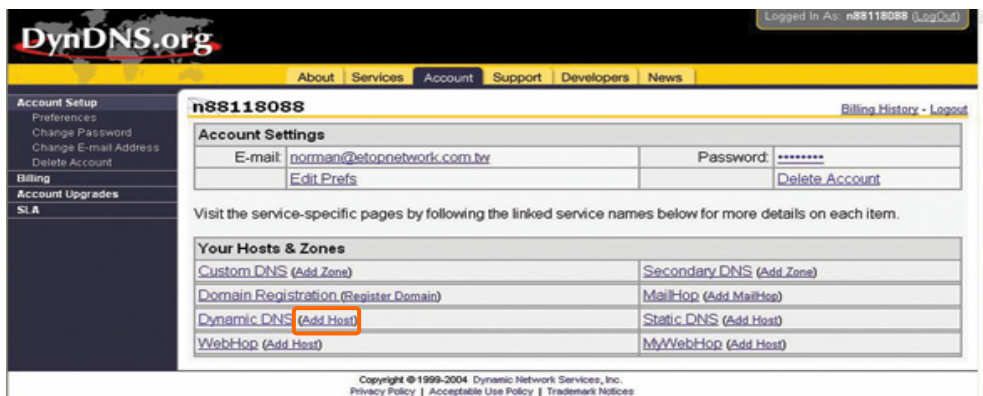 Logged In As: n88118088 (LogOut)
DynDNS.org
About Services Account Support Developers News
Account Setup
Preferences
Change Password
Change E-mail Address
Delete Account
Billing
Account Upgrades
SLA
n88118088 Billing History - Logout
Account Settings
E-mail: norman@etopnetwork.com.tw Password: ••••••••
Edit Prefs Delete Account
Visit the service-specific pages by following the linked service names below for more details on each item.
Your Hosts & Zones
Custom DNS (Add Zone) Secondary DNS (Add Zone)
Domain Registration (Register Domain) MailHop (Add MailHop)
Dynamic DNS (Add Host) Static DNS (Add Host)
WebHop (Add Host) MyWebHop (Add Host)
Copyright © 1999-2004 Dynamic Network Services, Inc.
Privacy Policy | Acceptable Use Policy | Trademark Notices